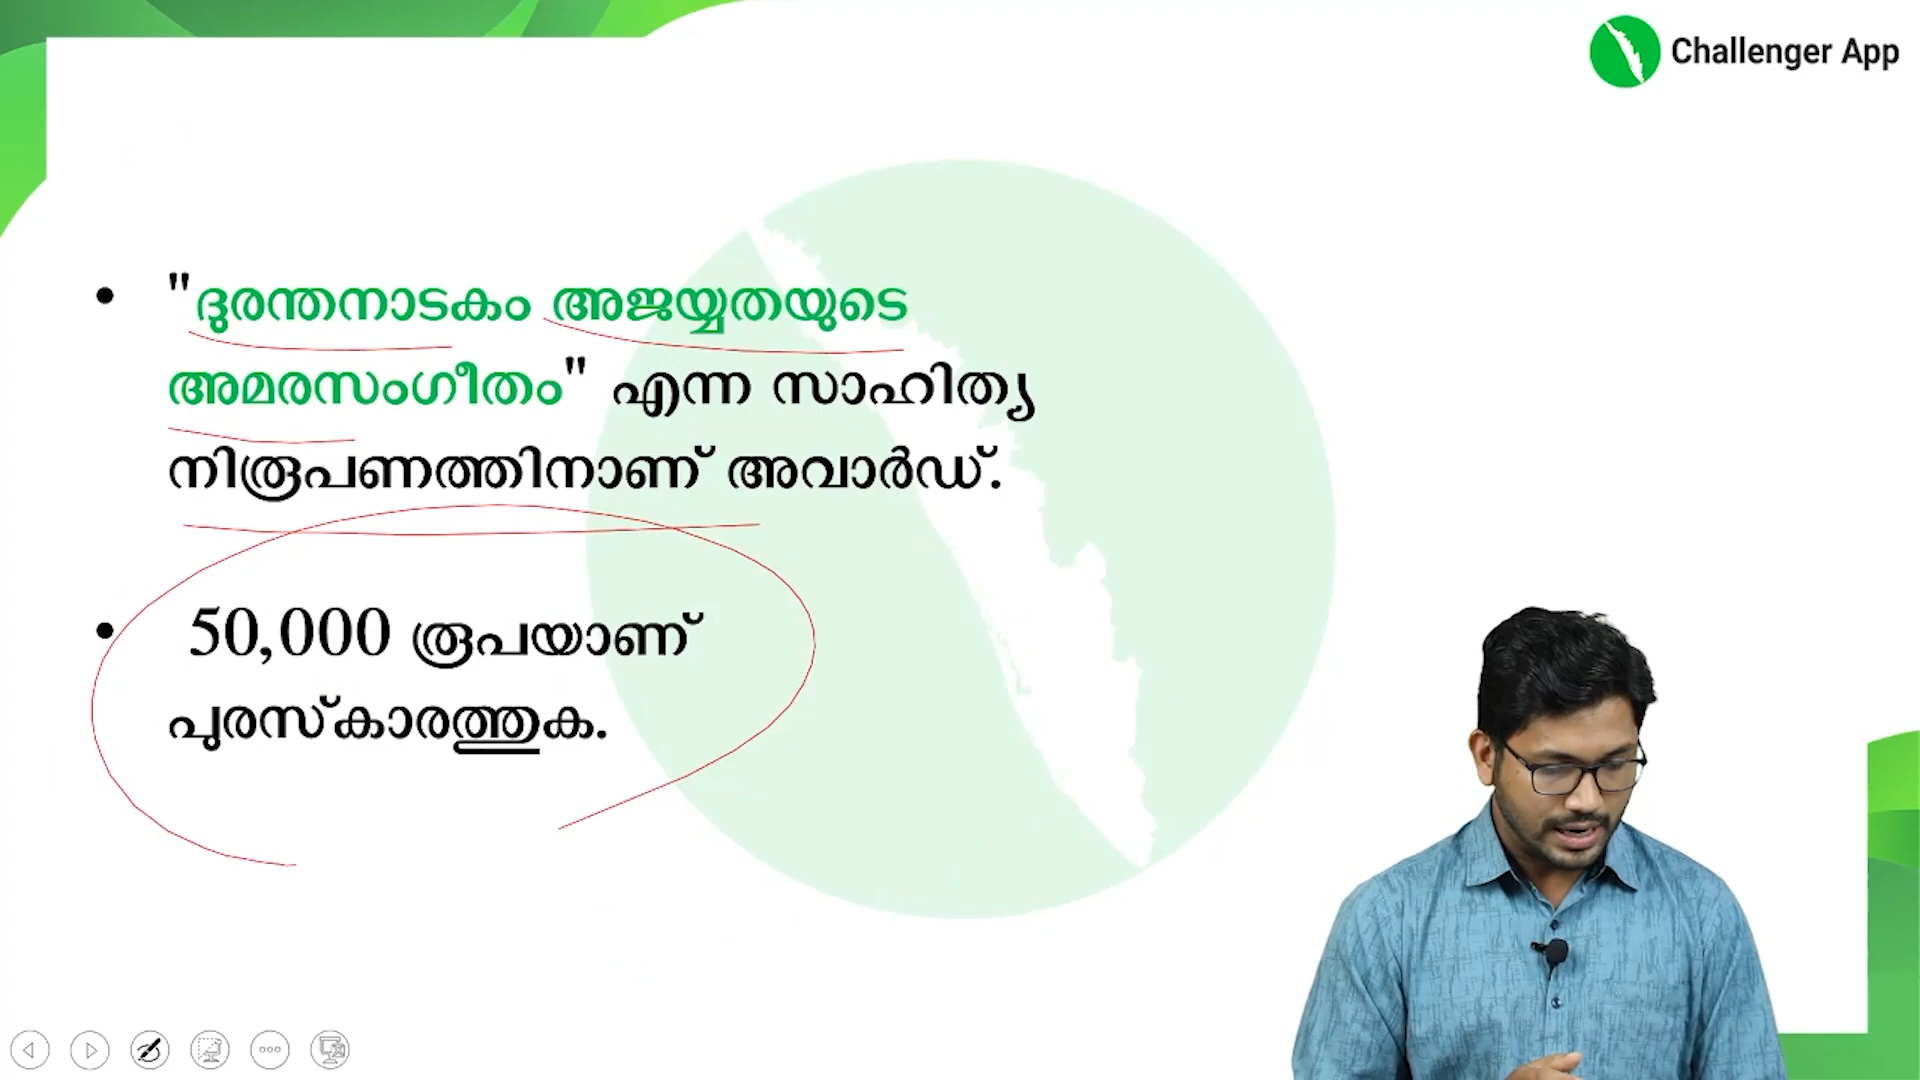 Challenger App
• "ദുരന്തനാടകം അജയ്യതയുടെ
അമരസംഗീതം" എന്ന സാഹിത്യ
നിരൂപണത്തിനാണ് അവാർഡ്.
• 50,000 രൂപയാണ്
പുരസ്കാരത്തുക.